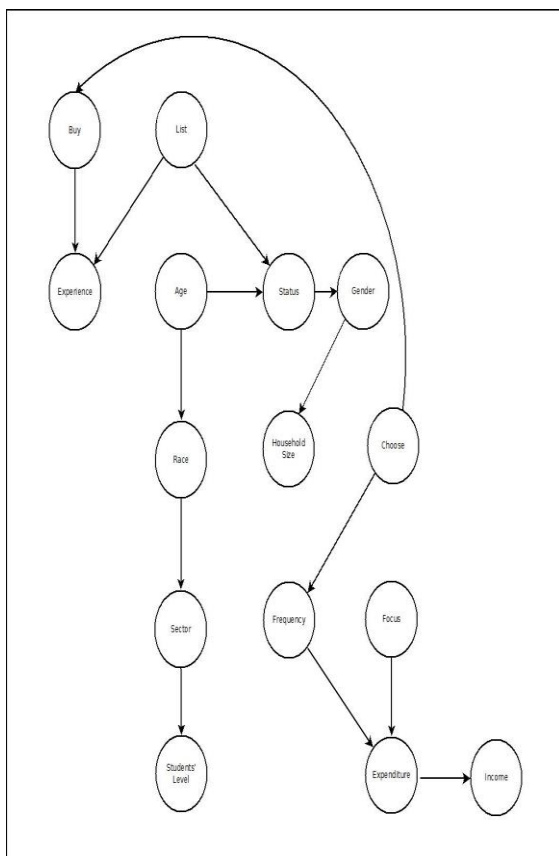 Buy
List
Experience
Age
Status
Gender
Race
Household
Size
Choose
Sector
Frequency
Focus
Students'
Level
Expenditure
Income